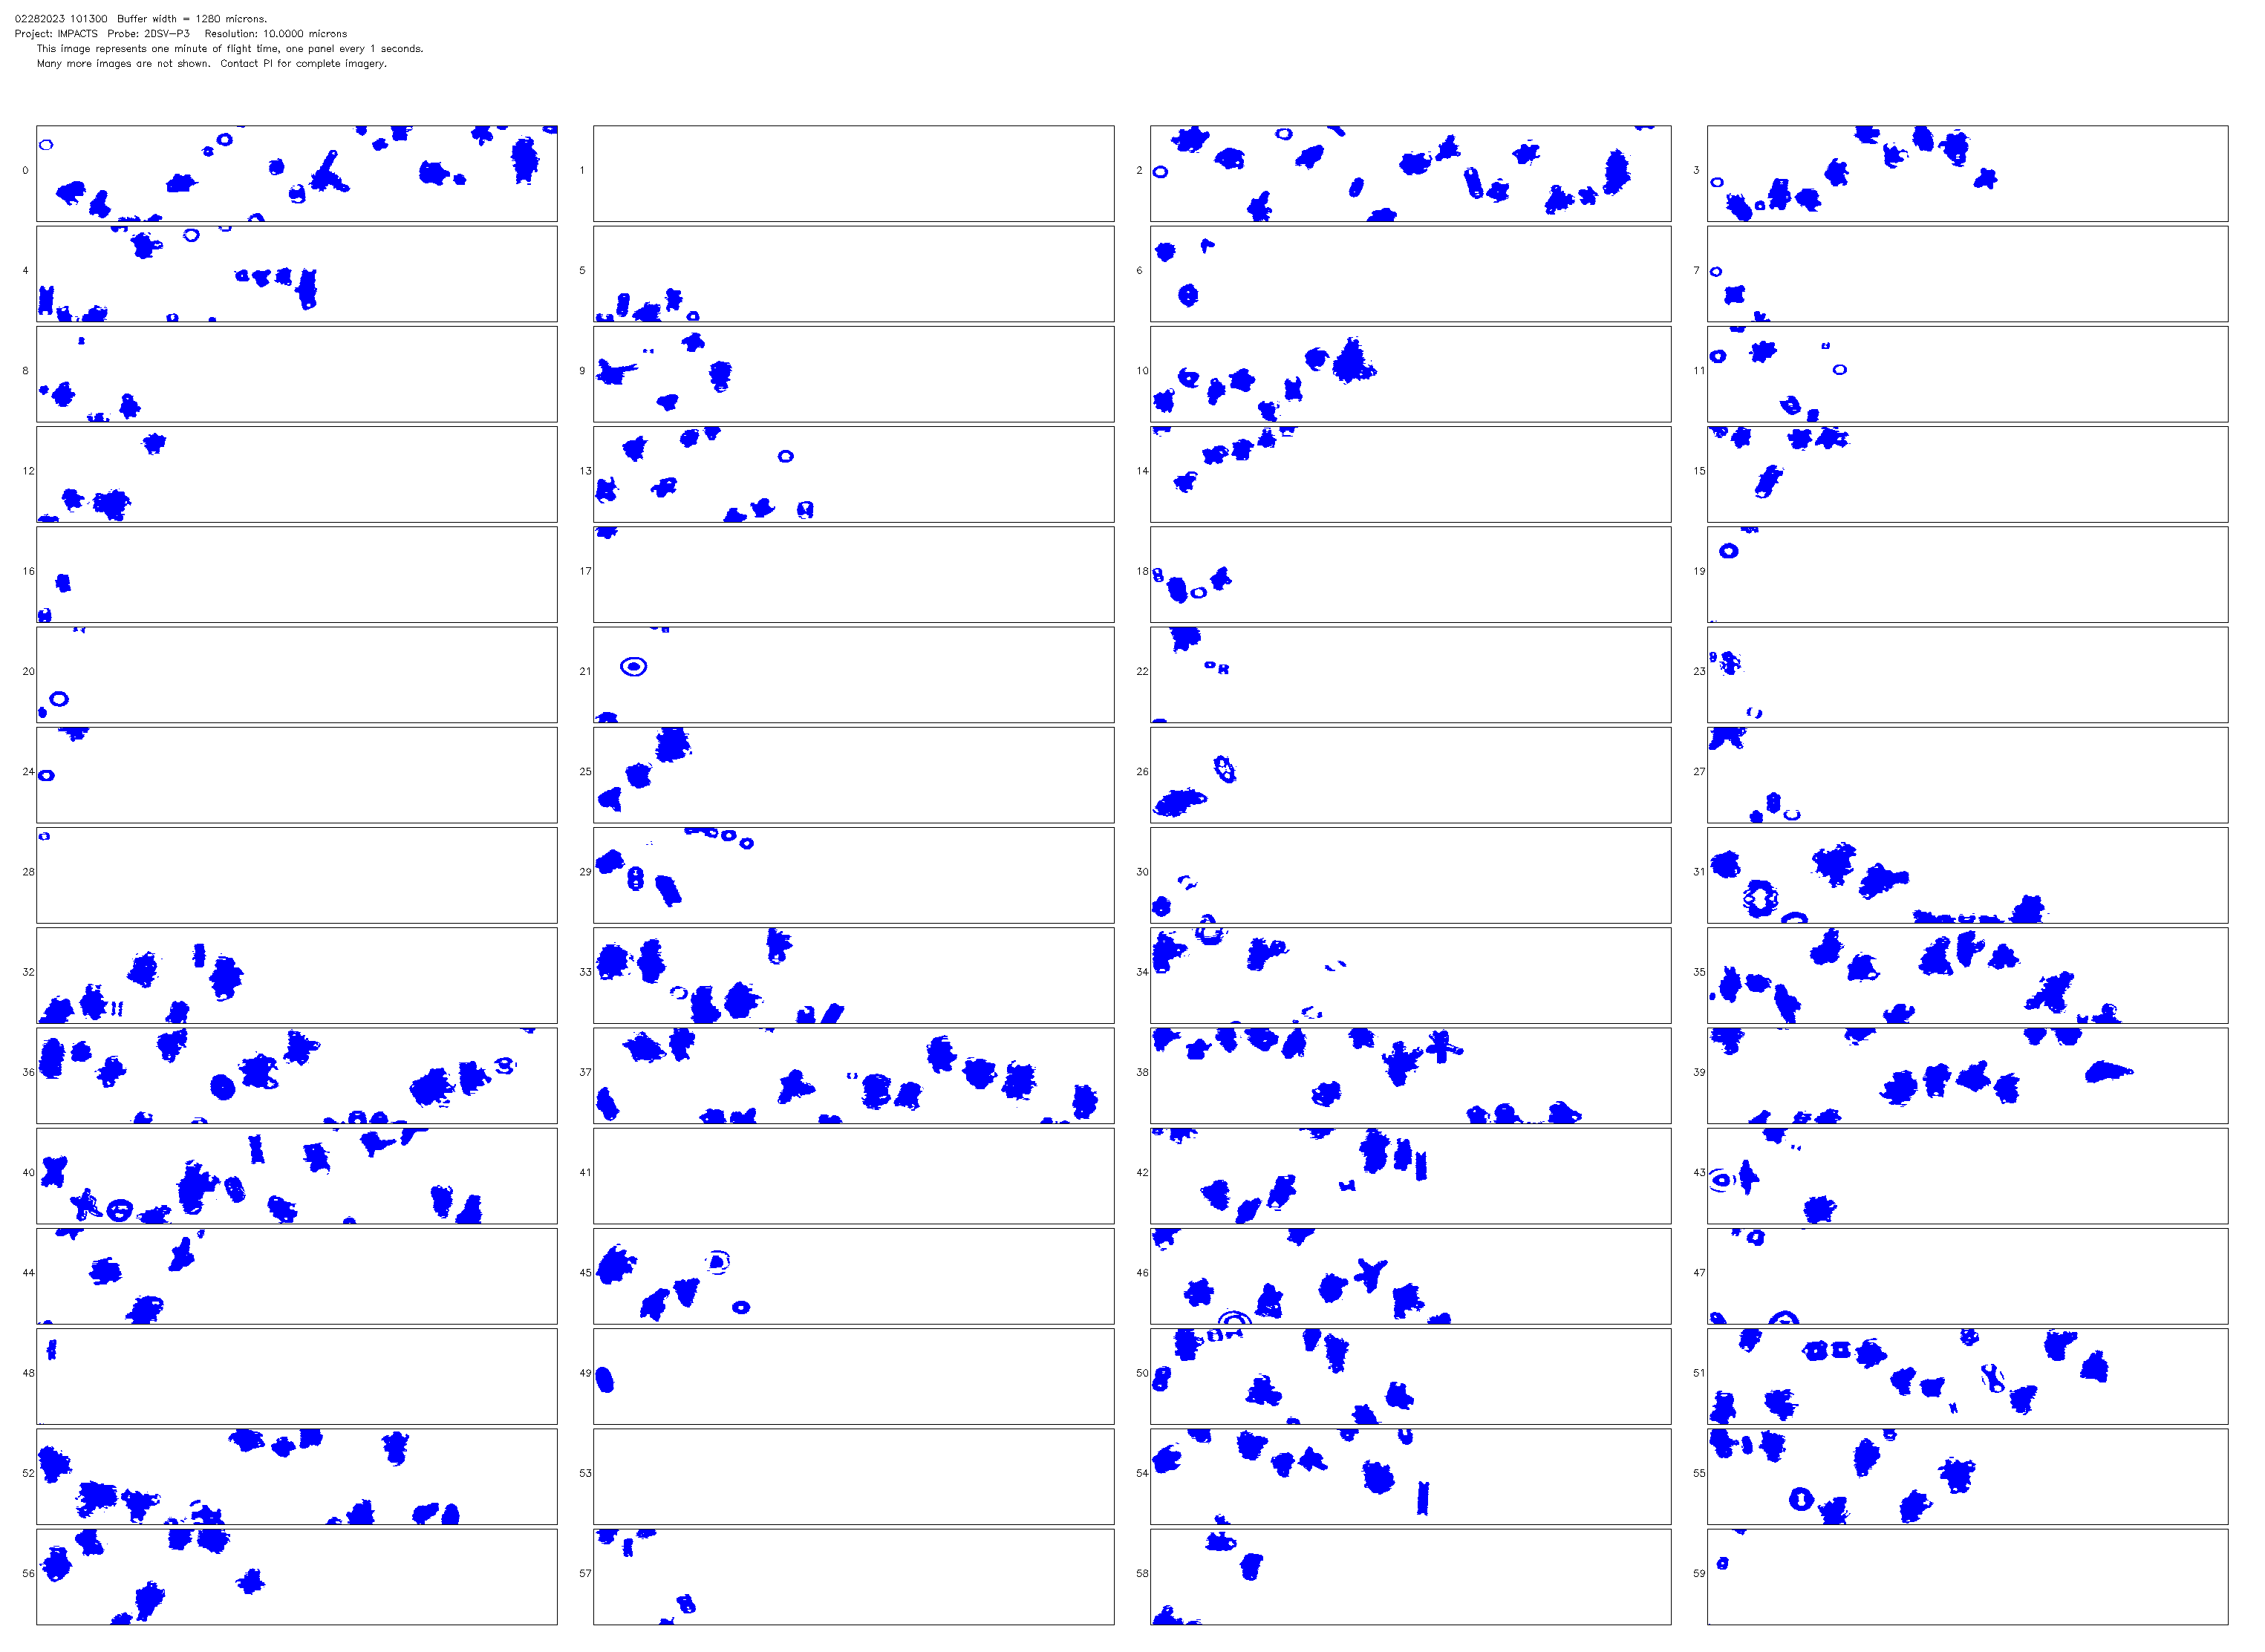 02282023 101300 Buffer width = 1280 microns.
Project: IMPACTS Probe: 2DSV-P3 Resolution: 10.0000 microns
This image represents one minute of flight time, one panel every 1 seconds.
Many more images are not shown. Contact PI for complete imagery.
0 1 2 3
4 5 6 7
8 9 10 11
12 13 14 15
16 17 18 19
20 21 22 23
24 25 26 27
28 29 30 31
32 33 34 35
36 37 38 39
40 41 42 43
44 45 46 47
48 49 50 51
52 53 54 55
56 57 58 59